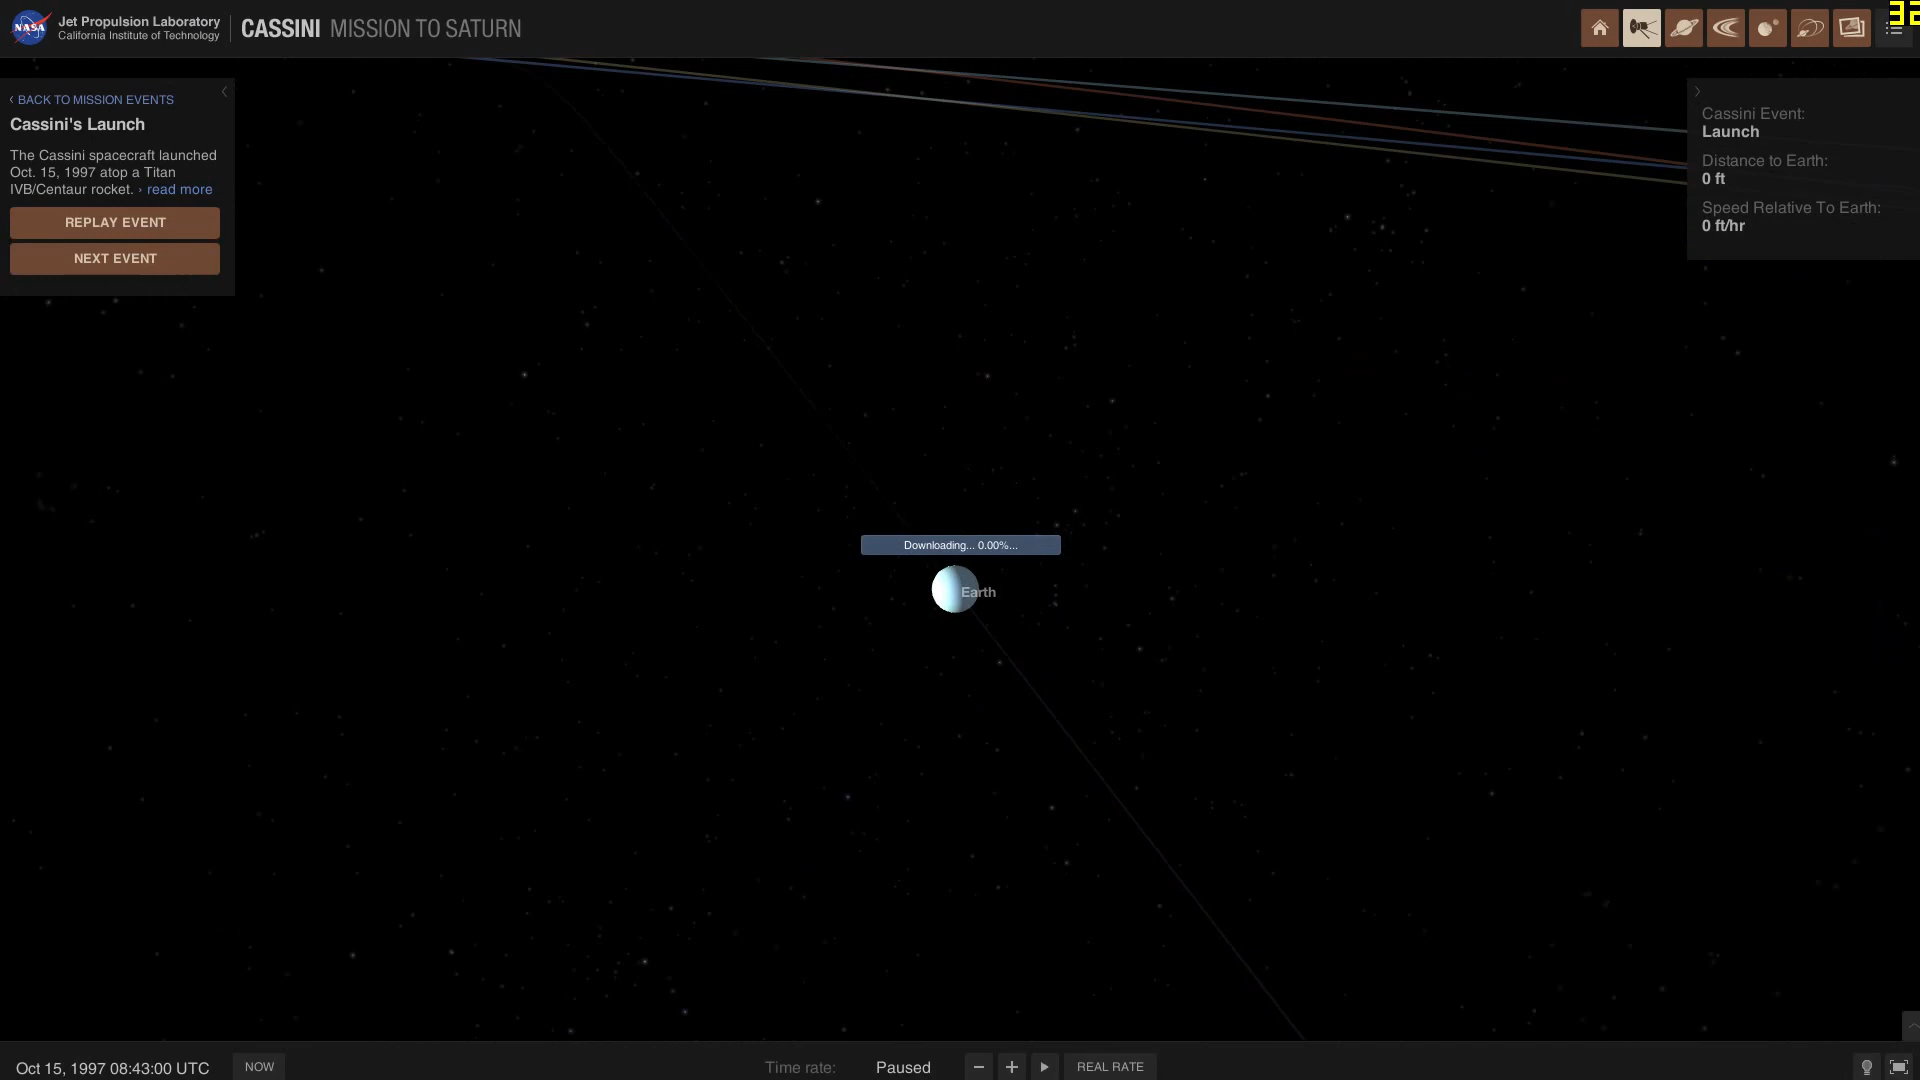 NASA
Jet Propulsion Laboratory
California Institute of Technology
CASSINI MISSION TO SATURN
32
‹ BACK TO MISSION EVENTS
Cassini's Launch
The Cassini spacecraft launched
Oct. 15, 1997 atop a Titan
IVB/Centaur rocket. › read more
REPLAY EVENT
NEXT EVENT
Cassini Event:
Launch
Distance to Earth:
0 ft
Speed Relative To Earth:
0 ft/hr
Downloading... 0.00%...
Earth
Oct 15, 1997 08:43:00 UTC
NOW
Time rate:
Paused
REAL RATE